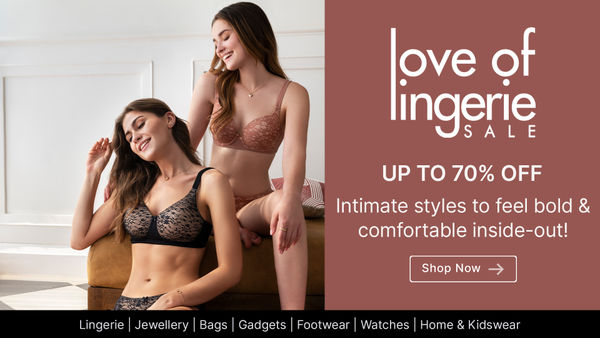 love of
lingerie
SALE
UP TO 70% OFF
Intimate styles to feel bold &
comfortable inside-out!
Shop Now →
Lingerie | Jewellery | Bags | Gadgets | Footwear | Watches | Home & Kidswear